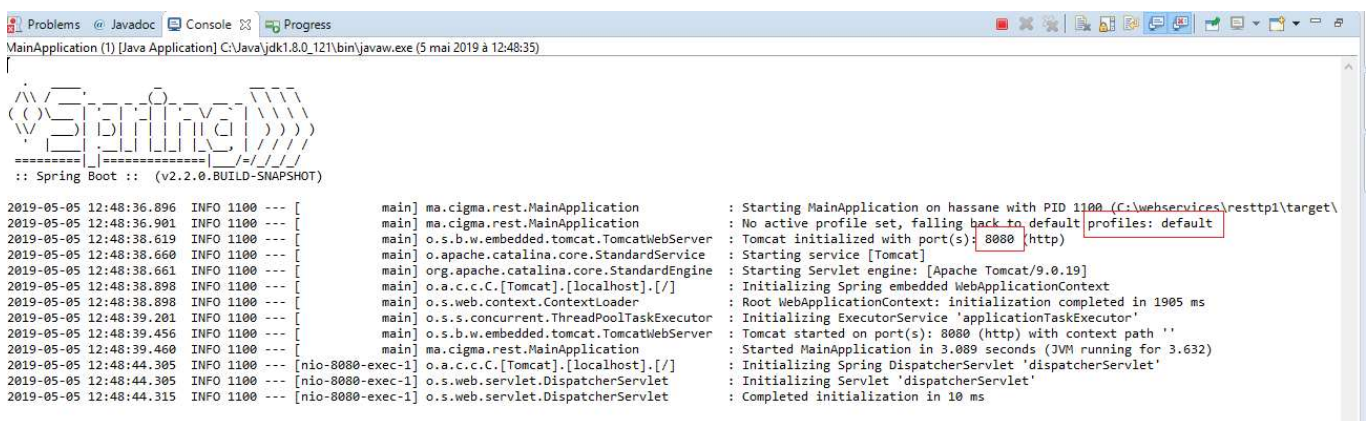 Problems @ Javadoc Console Progress
MainApplication (1) [Java Application] C:\Java\jdk1.8.0_121\bin\javaw.exe (5 mai 2019 à 12:48:35)
Spring
:: Spring Boot :: (v2.2.0.BUILD-SNAPSHOT)
2019-05-05 12:48:36.896 INFO 1100 --- [ main] ma.cigma.rest.MainApplication : Starting MainApplication on hassane with PID 1100 (C:\webservices\resttp1\target\
2019-05-05 12:48:36.901 INFO 1100 --- [ main] ma.cigma.rest.MainApplication : No active profile set, falling back to default profiles: default
2019-05-05 12:48:38.619 INFO 1100 --- [ main] o.s.b.w.embedded.tomcat.TomcatWebServer : Tomcat initialized with port(s): 8080 (http)
2019-05-05 12:48:38.660 INFO 1100 --- [ main] o.apache.catalina.core.StandardService : Starting service [Tomcat]
2019-05-05 12:48:38.661 INFO 1100 --- [ main] org.apache.catalina.core.StandardEngine : Starting Servlet engine: [Apache Tomcat/9.0.19]
2019-05-05 12:48:38.898 INFO 1100 --- [ main] o.a.c.c.C.[Tomcat].[localhost].[/] : Initializing Spring embedded WebApplicationContext
2019-05-05 12:48:38.898 INFO 1100 --- [ main] o.s.web.context.ContextLoader : Root WebApplicationContext: initialization completed in 1905 ms
2019-05-05 12:48:39.201 INFO 1100 --- [ main] o.s.s.concurrent.ThreadPoolTaskExecutor : Initializing ExecutorService 'applicationTaskExecutor'
2019-05-05 12:48:39.456 INFO 1100 --- [ main] o.s.b.w.embedded.tomcat.TomcatWebServer : Tomcat started on port(s): 8080 (http) with context path ''
2019-05-05 12:48:39.460 INFO 1100 --- [ main] ma.cigma.rest.MainApplication : Started MainApplication in 3.089 seconds (JVM running for 3.632)
2019-05-05 12:48:44.305 INFO 1100 --- [nio-8080-exec-1] o.a.c.c.C.[Tomcat].[localhost].[/] : Initializing Spring DispatcherServlet 'dispatcherServlet'
2019-05-05 12:48:44.305 INFO 1100 --- [nio-8080-exec-1] o.s.web.servlet.DispatcherServlet : Initializing Servlet 'dispatcherServlet'
2019-05-05 12:48:44.315 INFO 1100 --- [nio-8080-exec-1] o.s.web.servlet.DispatcherServlet : Completed initialization in 10 ms